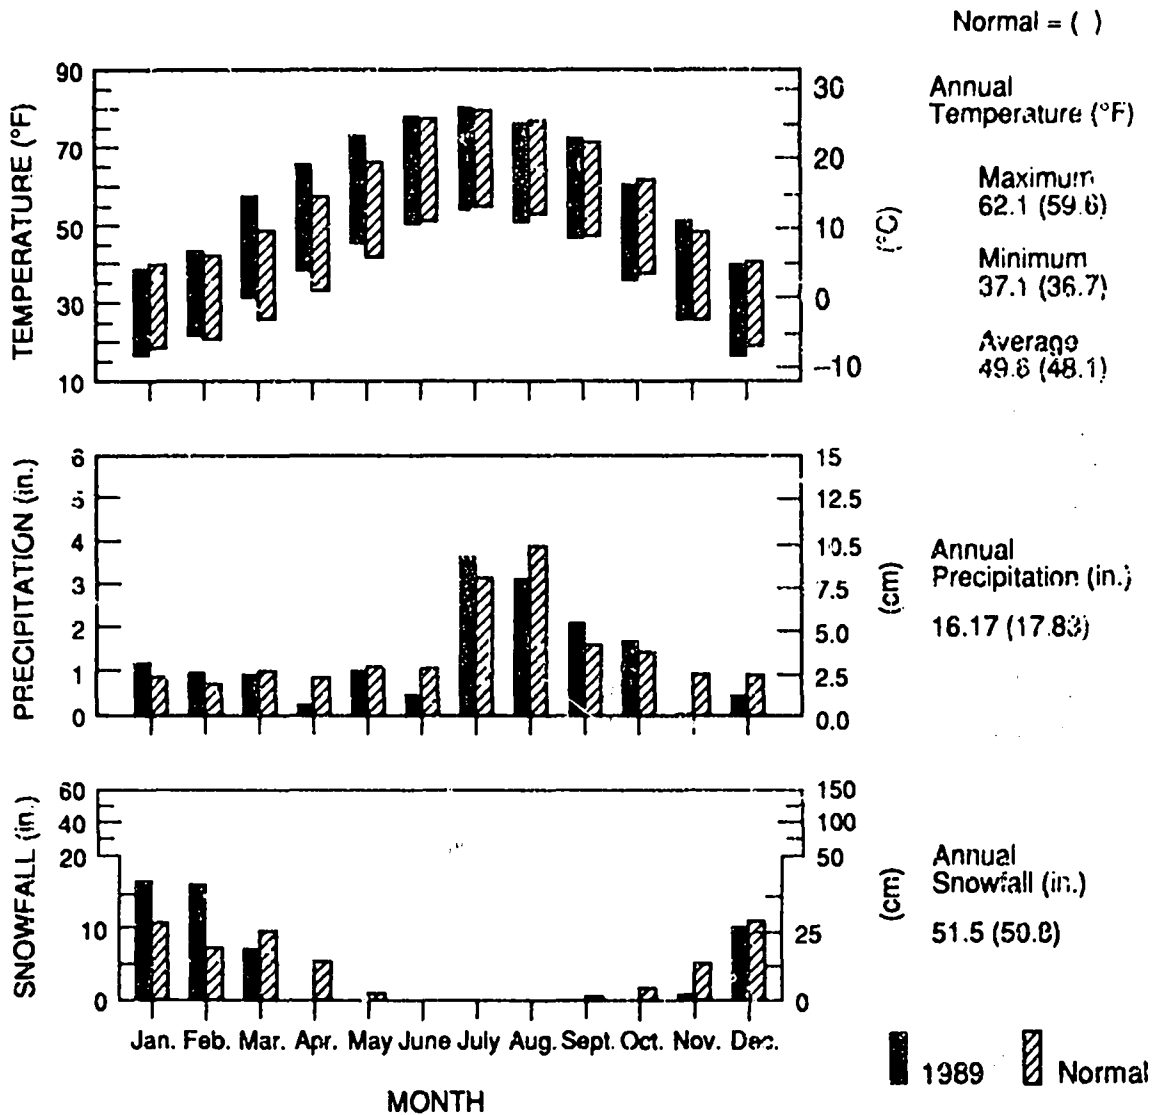 Normal = ( )
TEMPERATURE (°F)
90
70
50
30
10
30
20
10
0
–10
(°C)
Annual
Temperature (°F)
Maximum
62.1 (59.6)
Minimum
37.1 (36.7)
Average
(48.1)
PRECIPITATION (in.)
6
5
4
3
2
1
0
15
12.5
10.5
7.5
5.0
2.5
0.0
(cm)
Annual
Precipitation (in.)
16.17 (17.83)
SNOWFALL (in.)
60
40
20
10
0
150
100
50
25
0
(cm)
Annual
Snowfall (in.)
51.5
Jan. Feb. Mar. Apr. May June July Aug. Sept. Oct. Nov. Dec.
MONTH
1989 Normal